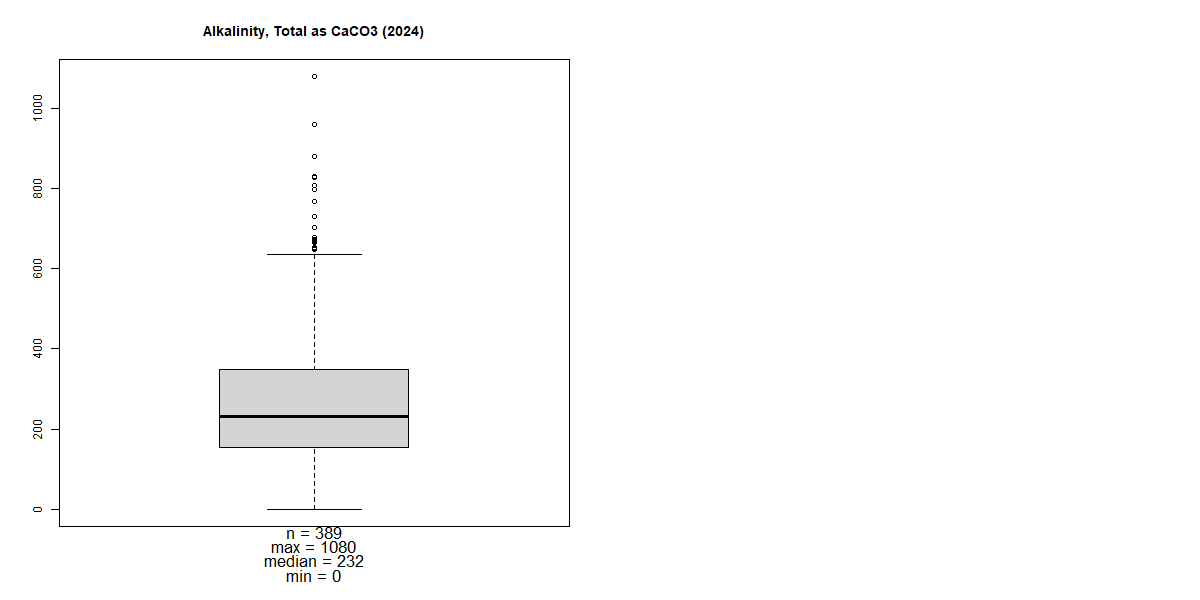 Alkalinity, Total as CaCO3 (2024)
1000
800
600
400
200
0
n = 389
max = 1080
median = 232
min = 0